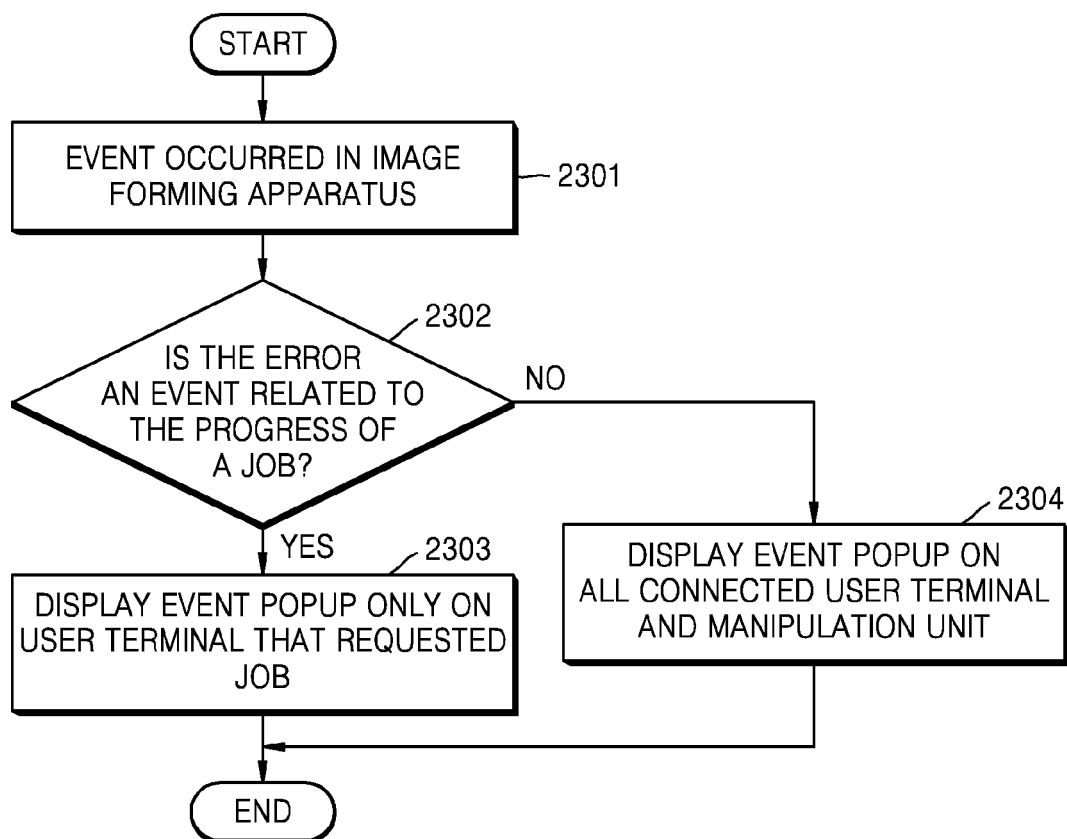 START
EVENT OCCURRED IN IMAGE
FORMING APPARATUS
2301
2302
IS THE ERROR
AN EVENT RELATED TO
THE PROGRESS OF
A JOB?
NO
YES
2303
DISPLAY EVENT POPUP ONLY ON
USER TERMINAL THAT REQUESTED
JOB
2304
DISPLAY EVENT POPUP ON
ALL CONNECTED USER TERMINAL
AND MANIPULATION UNIT
END